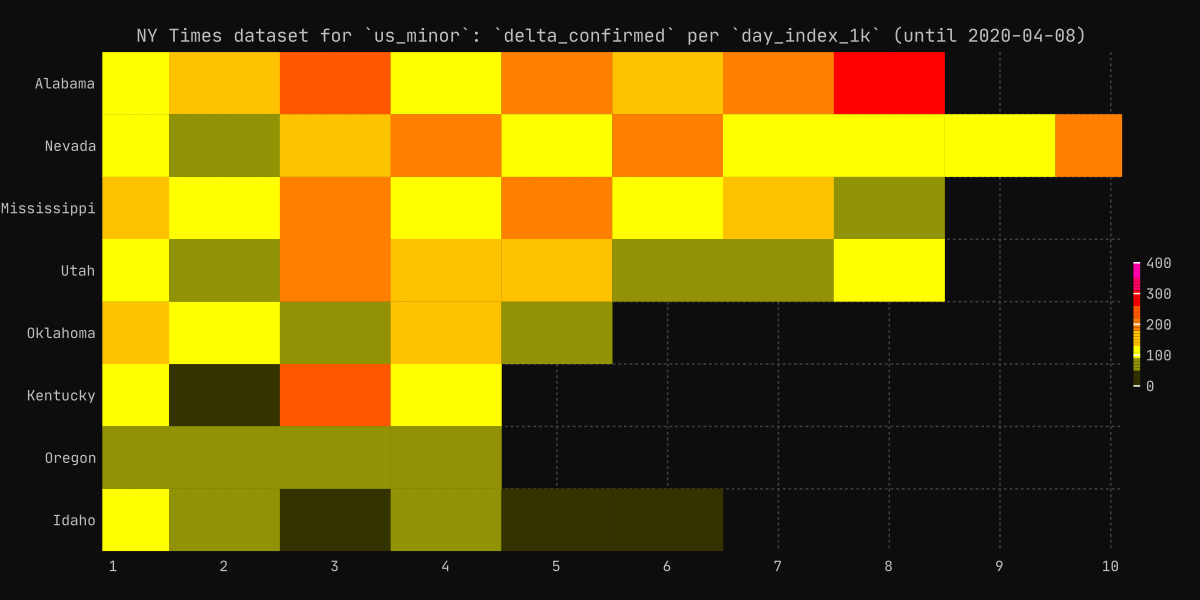 NY Times dataset for `us_minor`: `delta_confirmed` per `day_index_1k` (until 2020-04-08)
Alabama
Nevada
Mississippi
Utah
Oklahoma
Kentucky
Oregon
Idaho
1 2 3 4 5 6 7 8 9 10
400
300
200
100
0